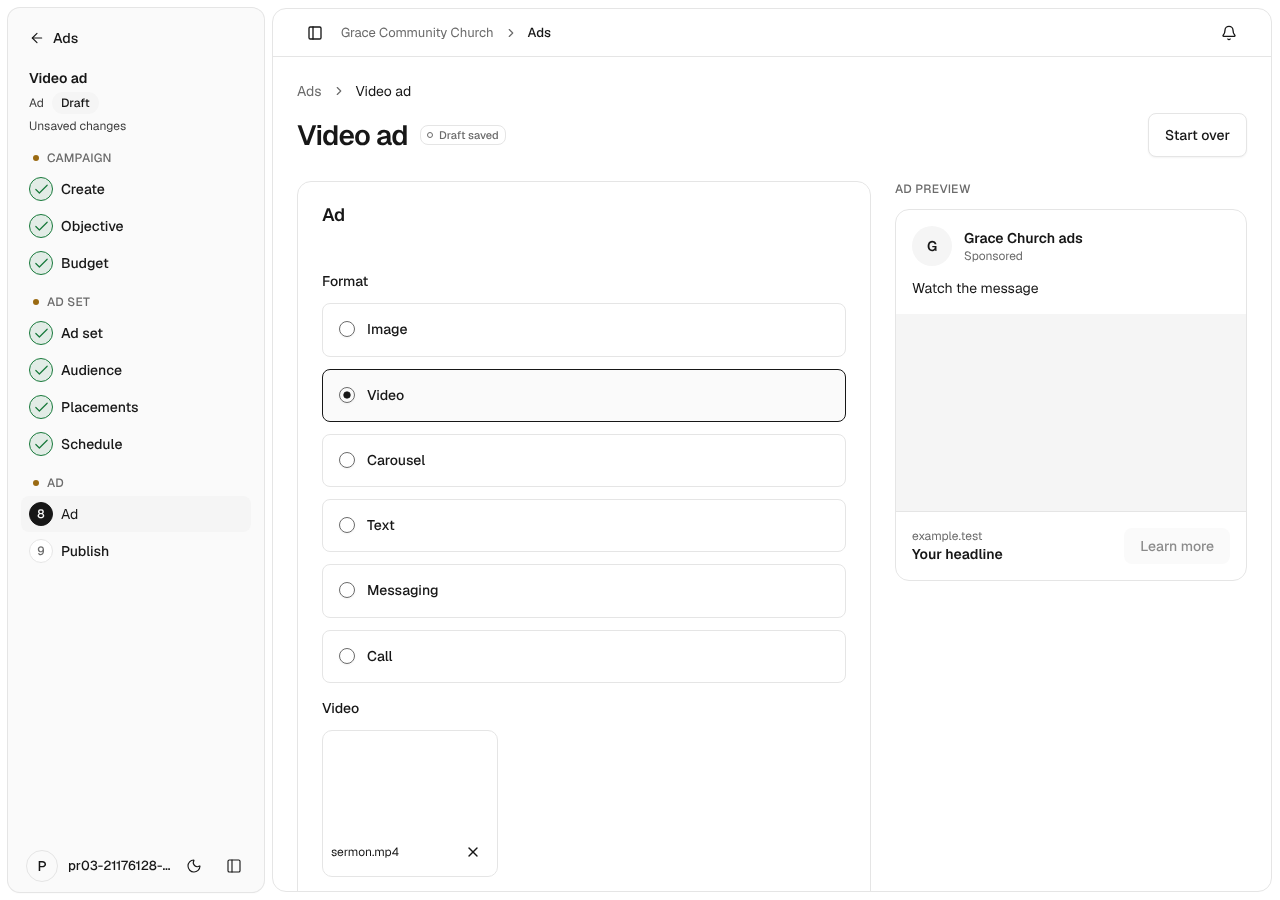 Ads
Video ad
Ad Draft
Unsaved changes
CAMPAIGN
Create
Objective
Budget
AD SET
Ad set
Audience
Placements
Schedule
AD
8 Ad
9 Publish
P pr03-21176128-...
Grace Community Church > Ads
Ads > Video ad
Video ad Draft saved
Start over
Ad
Format
Image
Video
Carousel
Text
Messaging
Call
Video
sermon.mp4
AD PREVIEW
G Grace Church ads
Sponsored
Watch the message
example.test
Your headline
Learn more